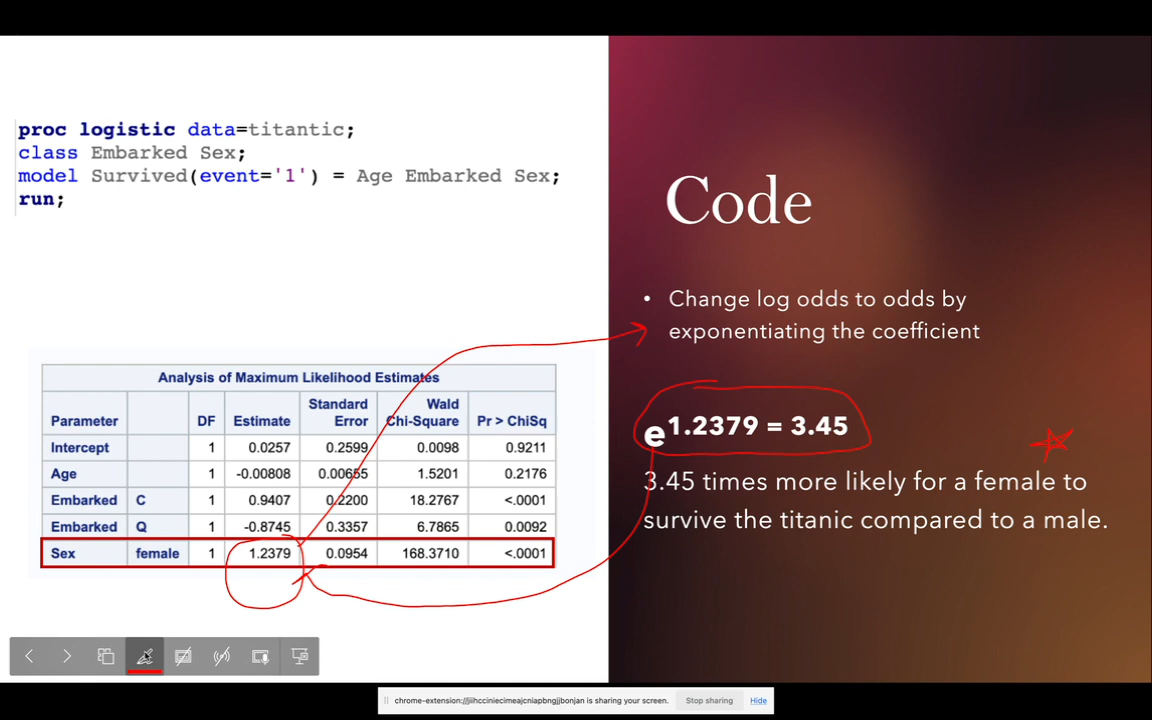 proc logistic data=titantic;
class Embarked Sex;
model Survived(event='1') = Age Embarked Sex;
run;
Analysis of Maximum Likelihood Estimates
Parameter DF Estimate Standard Error Wald Chi-Square Pr > ChiSq
Intercept 1 0.0257 0.2599 0.0098 0.9211
Age 1 -0.00808 0.00655 1.5201 0.2176
Embarked C 1 0.9407 0.2200 18.2767 <.0001
Embarked Q 1 -0.8745 0.3357 6.7865 0.0092
Sex female 1 1.2379 0.0954 168.3710 <.0001
Code
• Change log odds to odds by
exponentiating the coefficient
e1.2379 = 3.45
3.45 times more likely for a female to
survive the titanic compared to a male.
chrome-extension://jiihcciniecimeajcniapbngjjbonjan is sharing your screen. Stop sharing Hide